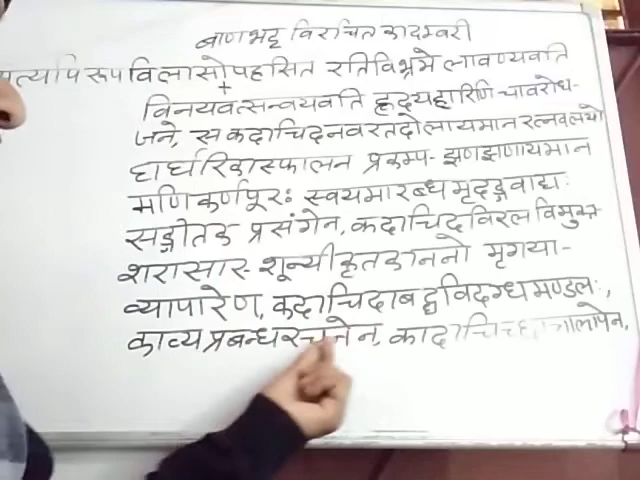 बाणभट्ट विरचित कादम्बरी
सत्यपि रूपविलासोपहसित रतिविभ्रमे लावण्यवति
विनयवत्यन्वयवति हृदयहारिणि चावरोध-
जने, स कदाचिदनवरतदोलायमान रत्नवलयो
घार्घरिकास्फालन प्रकम्प- झणझणायमान
मणिकर्णपूरः स्वयमारब्धमृदङ्गवाद्यः
सङ्गीतक प्रसंगेन, कदाचिदविरल विमुक्त-
शरासार- शून्यीकृतकाननो मृगया-
व्यापारेण, कदाचिदाबद्धविदग्धमण्डलः,
काव्यप्रबन्धरचनेन, कादाचिच्छा